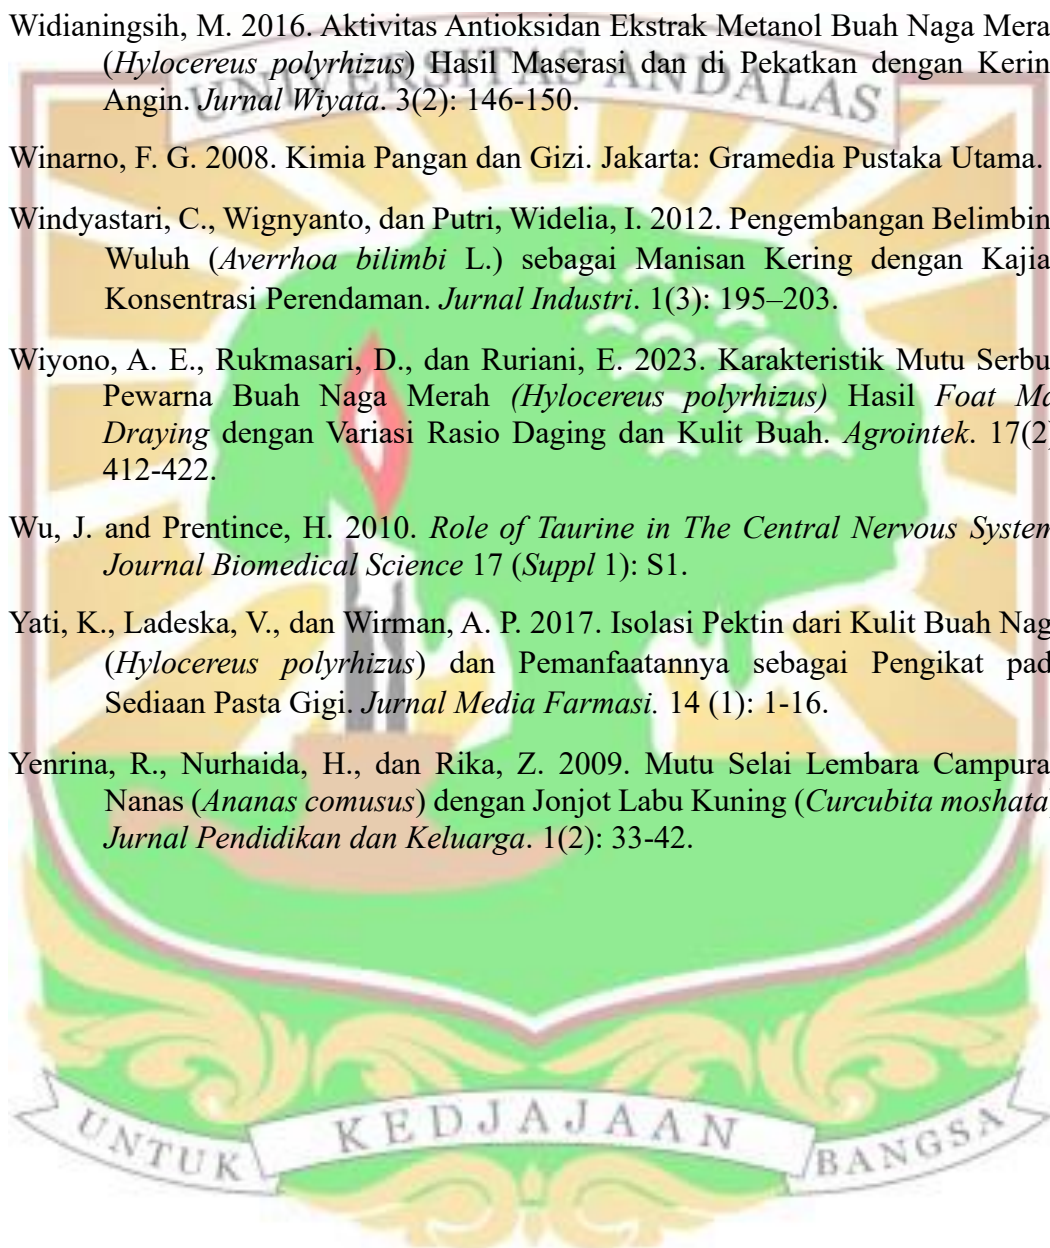 Widianingsih, M. 2016. Aktivitas Antioksidan Ekstrak Metanol Buah Naga Mera
(Hylocereus polyrhizus) Hasil Maserasi dan di Pekatkan dengan Kerin
Angin. Jurnal Wiyata. 3(2): 146-150.
UNIVERSITAS ANDALAS
Winarno, F. G. 2008. Kimia Pangan dan Gizi. Jakarta: Gramedia Pustaka Utama.
Windyastari, C., Wignyanto, dan Putri, Widelia, I. 2012. Pengembangan Belimbin
Wuluh (Averrhoa bilimbi L.) sebagai Manisan Kering dengan Kajia
Konsentrasi Perendaman. Jurnal Industri. 1(3): 195–203.
Wiyono, A. E., Rukmasari, D., dan Ruriani, E. 2023. Karakteristik Mutu Serbu
Pewarna Buah Naga Merah (Hylocereus polyrhizus) Hasil Foat Ma
Draying dengan Variasi Rasio Daging dan Kulit Buah. Agrointek. 17(2)
412-422.
Wu, J. and Prentince, H. 2010. Role of Taurine in The Central Nervous System
Journal Biomedical Science 17 (Suppl 1): S1.
Yati, K., Ladeska, V., dan Wirman, A. P. 2017. Isolasi Pektin dari Kulit Buah Nag
(Hylocereus polyrhizus) dan Pemanfaatannya sebagai Pengikat pad
Sediaan Pasta Gigi. Jurnal Media Farmasi. 14 (1): 1-16.
Yenrina, R., Nurhaida, H., dan Rika, Z. 2009. Mutu Selai Lembara Campura
Nanas (Ananas comusus) dengan Jonjot Labu Kuning (Curcubita moshata)
Jurnal Pendidikan dan Keluarga. 1(2): 33-42.
UNTUK KEDJAJAAN BANGSA